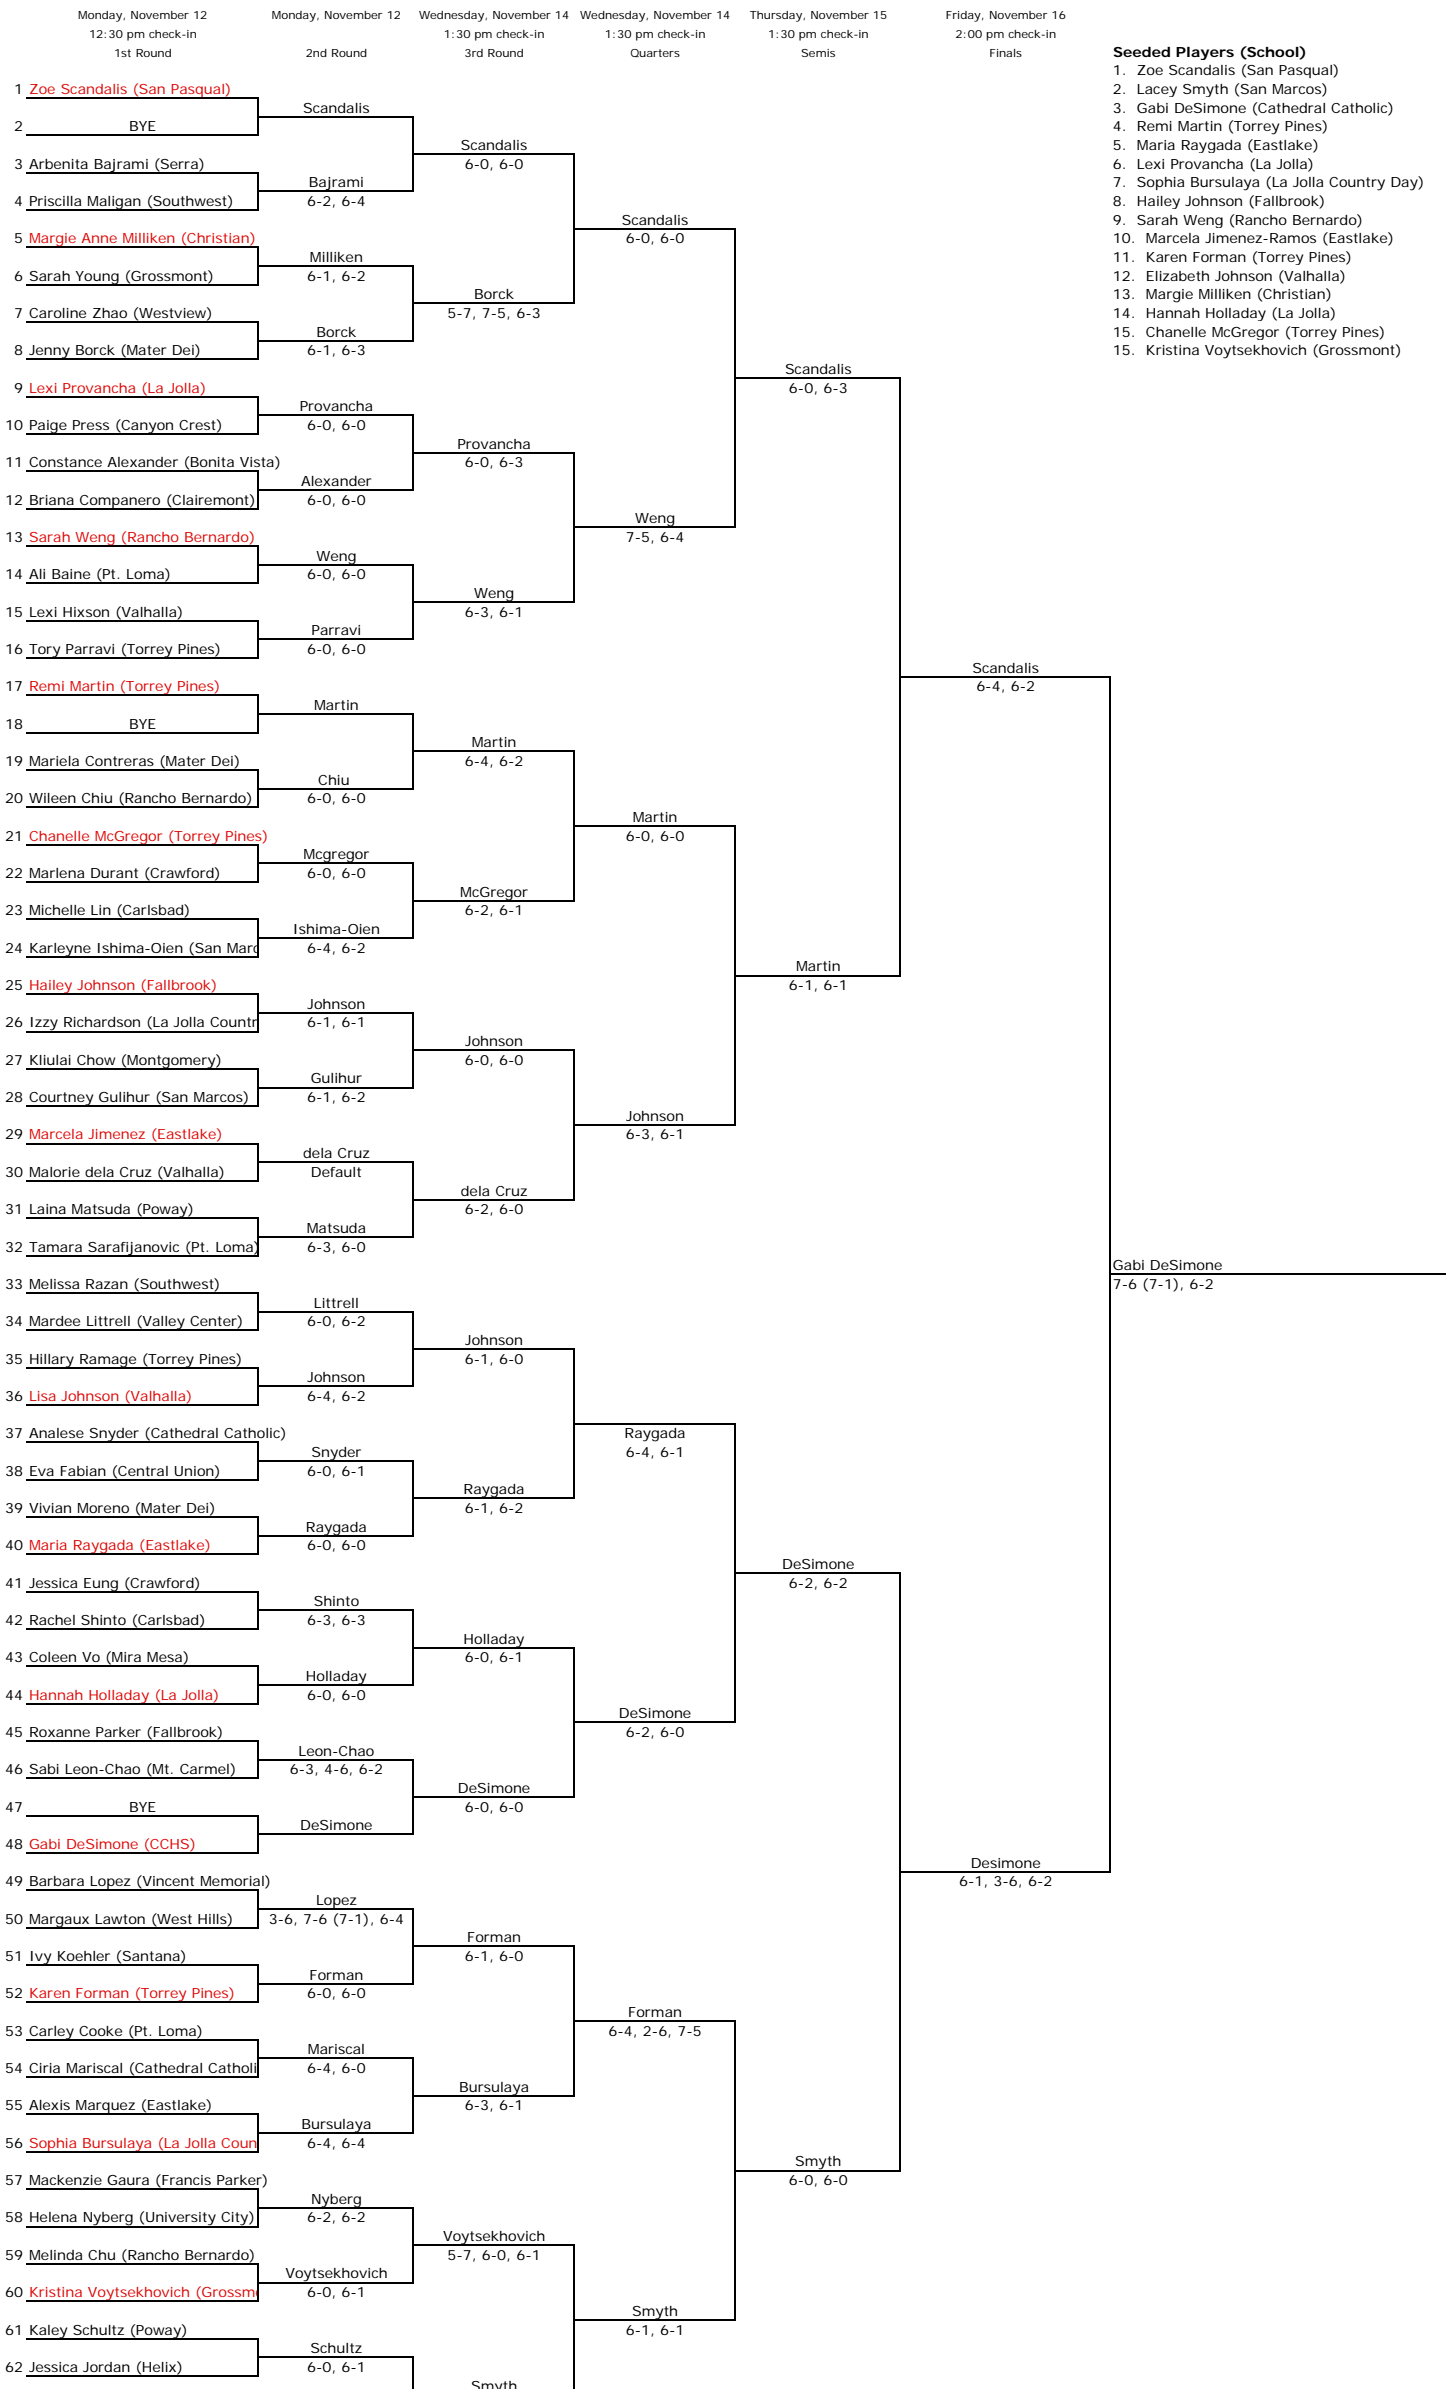 Monday, November 12
12:30 pm check-in
1st Round
Monday, November 12
2nd Round
Wednesday, November 14
1:30 pm check-in
3rd Round
Wednesday, November 14
1:30 pm check-in
Quarters
Thursday, November 15
1:30 pm check-in
Semis
Friday, November 16
2:00 pm check-in
Finals
Seeded Players (School)
1. Zoe Scandalis (San Pasqual)
2. Lacey Smyth (San Marcos)
3. Gabi DeSimone (Cathedral Catholic)
4. Remi Martin (Torrey Pines)
5. Maria Raygada (Eastlake)
6. Lexi Provancha (La Jolla)
7. Sophia Bursulaya (La Jolla Country Day)
8. Hailey Johnson (Fallbrook)
9. Sarah Weng (Rancho Bernardo)
10. Marcela Jimenez-Ramos (Eastlake)
11. Karen Forman (Torrey Pines)
12. Elizabeth Johnson (Valhalla)
13. Margie Milliken (Christian)
14. Hannah Holladay (La Jolla)
15. Chanelle McGregor (Torrey Pines)
15. Kristina Voytsekhovich (Grossmont)
1 Zoe Scandalis (San Pasqual)
2 BYE
3 Arbenita Bajrami (Serra)
4 Priscilla Maligan (Southwest)
5 Margie Anne Milliken (Christian)
6 Sarah Young (Grossmont)
7 Caroline Zhao (Westview)
8 Jenny Borck (Mater Dei)
9 Lexi Provancha (La Jolla)
10 Paige Press (Canyon Crest)
11 Constance Alexander (Bonita Vista)
12 Briana Companero (Clairemont)
13 Sarah Weng (Rancho Bernardo)
14 Ali Baine (Pt. Loma)
15 Lexi Hixson (Valhalla)
16 Tory Parravi (Torrey Pines)
17 Remi Martin (Torrey Pines)
18 BYE
19 Mariela Contreras (Mater Dei)
20 Wileen Chiu (Rancho Bernardo)
21 Chanelle McGregor (Torrey Pines)
22 Marlena Durant (Crawford)
23 Michelle Lin (Carlsbad)
24 Karleyne Ishima-Oien (San Marc
25 Hailey Johnson (Fallbrook)
26 Izzy Richardson (La Jolla Countr
27 Kliulai Chow (Montgomery)
28 Courtney Gulihur (San Marcos)
29 Marcela Jimenez (Eastlake)
30 Malorie dela Cruz (Valhalla)
31 Laina Matsuda (Poway)
32 Tamara Sarafijanovic (Pt. Loma)
33 Melissa Razan (Southwest)
34 Mardee Littrell (Valley Center)
35 Hillary Ramage (Torrey Pines)
36 Lisa Johnson (Valhalla)
37 Analese Snyder (Cathedral Catholic)
38 Eva Fabian (Central Union)
39 Vivian Moreno (Mater Dei)
40 Maria Raygada (Eastlake)
41 Jessica Eung (Crawford)
42 Rachel Shinto (Carlsbad)
43 Coleen Vo (Mira Mesa)
44 Hannah Holladay (La Jolla)
45 Roxanne Parker (Fallbrook)
46 Sabi Leon-Chao (Mt. Carmel)
47 BYE
48 Gabi DeSimone (CCHS)
49 Barbara Lopez (Vincent Memorial)
50 Margaux Lawton (West Hills)
51 Ivy Koehler (Santana)
52 Karen Forman (Torrey Pines)
53 Carley Cooke (Pt. Loma)
54 Ciria Mariscal (Cathedral Catholi
55 Alexis Marquez (Eastlake)
56 Sophia Bursulaya (La Jolla Coun
57 Mackenzie Gaura (Francis Parker)
58 Helena Nyberg (University City)
59 Melinda Chu (Rancho Bernardo)
60 Kristina Voytsekhovich (Grossm
61 Kaley Schultz (Poway)
62 Jessica Jordan (Helix)
Scandalis
Bajrami
6-2, 6-4
Milliken
6-1, 6-2
Borck
6-1, 6-3
Provancha
6-0, 6-0
Alexander
6-0, 6-0
Weng
6-0, 6-0
Parravi
6-0, 6-0
Martin
Chiu
6-0, 6-0
Mcgregor
6-0, 6-0
Ishima-Oien
6-4, 6-2
Johnson
6-1, 6-1
Gulihur
6-1, 6-2
dela Cruz
Default
Matsuda
6-3, 6-0
Littrell
6-0, 6-2
Johnson
6-4, 6-2
Snyder
6-0, 6-1
Raygada
6-0, 6-0
Shinto
6-3, 6-3
Holladay
6-0, 6-0
Leon-Chao
6-3, 4-6, 6-2
DeSimone
Lopez
3-6, 7-6 (7-1), 6-4
Forman
6-0, 6-0
Mariscal
6-4, 6-0
Bursulaya
6-4, 6-4
Nyberg
6-2, 6-2
Voytsekhovich
6-0, 6-1
Schultz
6-0, 6-1
Scandalis
6-0, 6-0
Borck
5-7, 7-5, 6-3
Provancha
6-0, 6-3
Weng
6-3, 6-1
Martin
6-4, 6-2
McGregor
6-2, 6-1
Johnson
6-0, 6-0
dela Cruz
6-2, 6-0
Johnson
6-1, 6-0
Raygada
6-1, 6-2
Holladay
6-0, 6-1
DeSimone
6-0, 6-0
Forman
6-1, 6-0
Bursulaya
6-3, 6-1
Voytsekhovich
5-7, 6-0, 6-1
Smyth
Scandalis
6-0, 6-0
Weng
7-5, 6-4
Martin
6-0, 6-0
Johnson
6-3, 6-1
Raygada
6-4, 6-1
DeSimone
6-2, 6-0
Forman
6-4, 2-6, 7-5
Smyth
6-1, 6-1
Scandalis
6-0, 6-3
Martin
6-1, 6-1
DeSimone
6-2, 6-2
Smyth
6-0, 6-0
Scandalis
6-4, 6-2
Desimone
6-1, 3-6, 6-2
Gabi DeSimone
7-6 (7-1), 6-2